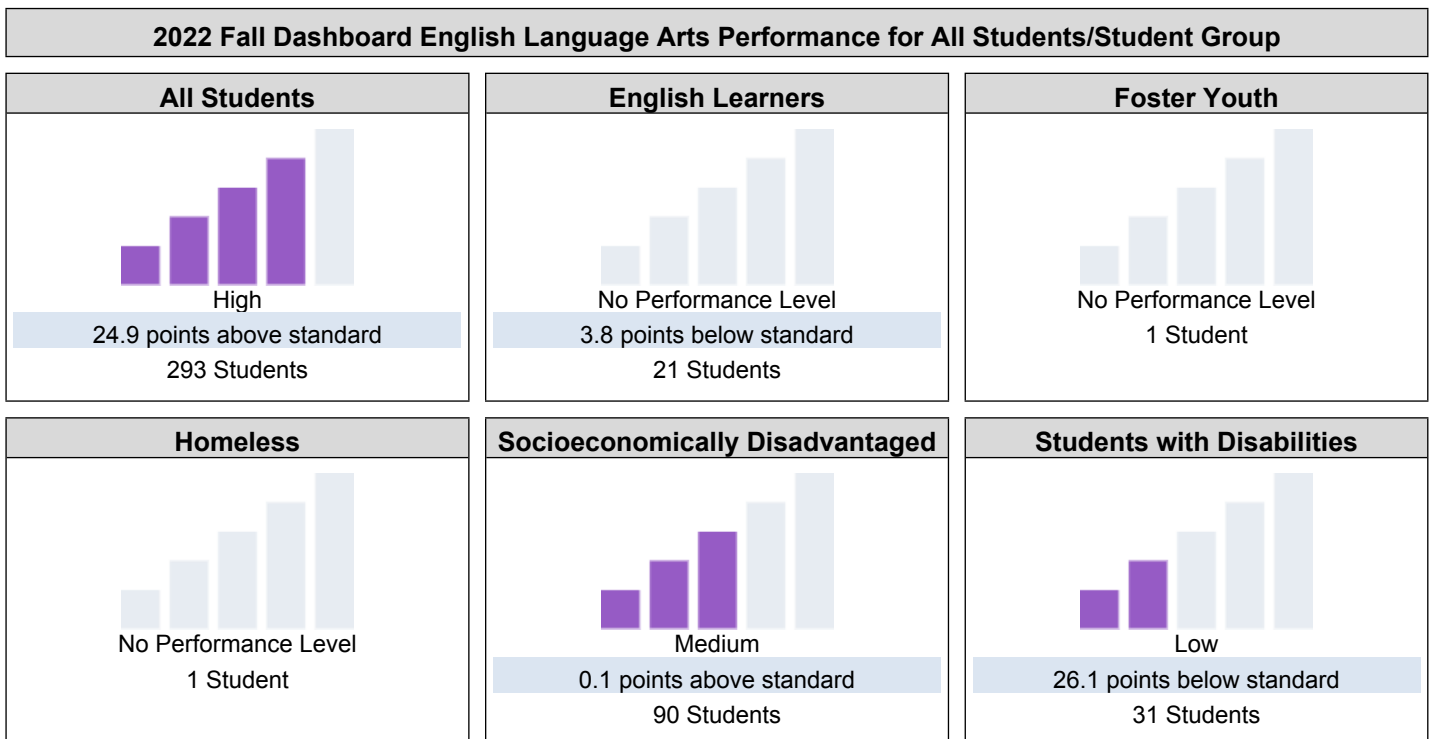 2022 Fall Dashboard English Language Arts Performance for All Students/Student Group
All Students
High
24.9 points above standard
293 Students
English Learners
No Performance Level
3.8 points below standard
21 Students
Foster Youth
No Performance Level
1 Student
Homeless
No Performance Level
1 Student
Socioeconomically Disadvantaged
Medium
0.1 points above standard
90 Students
Students with Disabilities
Low
26.1 points below standard
31 Students